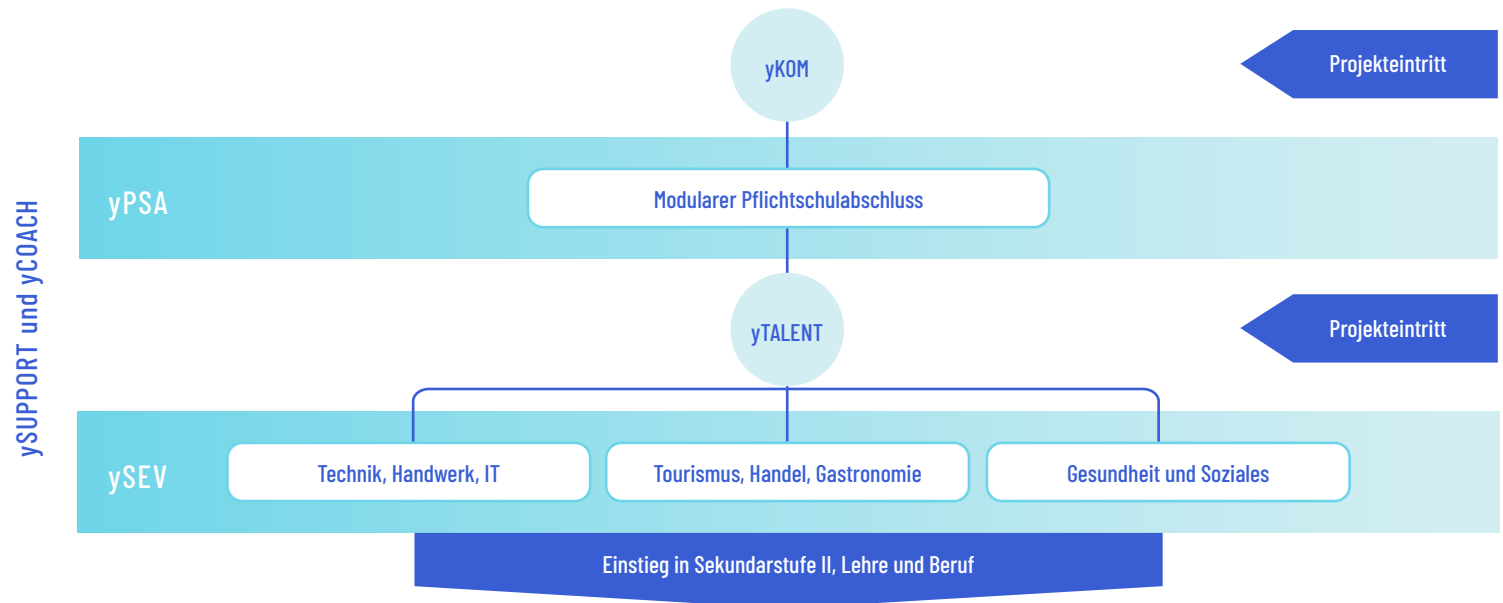 yKOM
Projekteintritt
ySUPPORT und yCOACH
yPSA
Modularer Pflichtschulabschluss
yTALENT
Projekteintritt
ySEV
Technik, Handwerk, IT
Tourismus, Handel, Gastronomie
Gesundheit und Soziales
Einstieg in Sekundarstufe II, Lehre und Beruf